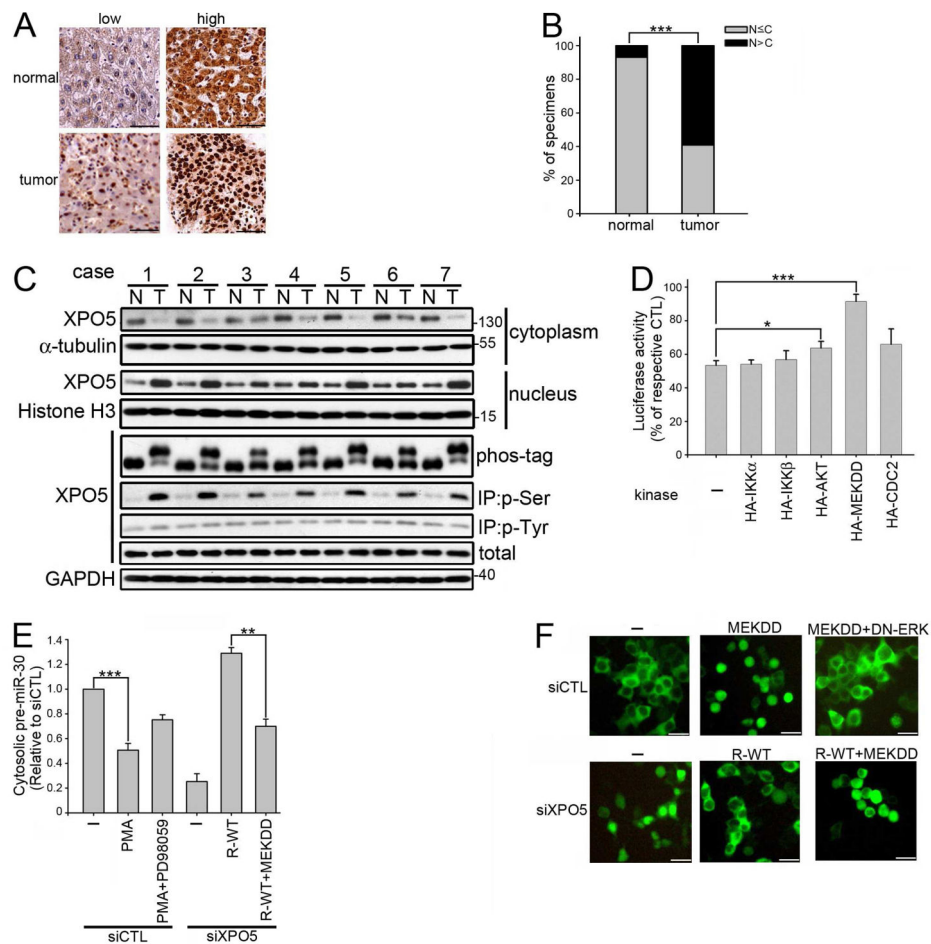 A
low high
normal
tumor
B
***
N≤C
N>C
% of specimens
100
80
60
40
20
0
normal tumor
C
case 1 2 3 4 5 6 7
N T N T N T N T N T N T N T
XPO5 -130 cytoplasm
α-tubulin -55
XPO5 nucleus
Histone H3 -15
XPO5
phos-tag
IP:p-Ser
IP:p-Tyr
total
GAPDH -40
D
Luciferase activity
(% of respective CTL)
100
80
60
40
20
0
***
*
kinase
–
HA-IKKα
HA-IKKβ
HA-AKT
HA-MEKDD
HA-CDC2
E
Cytosolic pre-miR-30
(Relative to siCTL)
1.4
1.2
1.0
0.8
0.6
0.4
0.2
0
***
**
–
PMA
PMA+PD98059
–
R-WT
R-WT+MEKDD
siCTL siXPO5
F
– MEKDD MEKDD+DN-ERK
siCTL
– R-WT R-WT+MEKDD
siXPO5